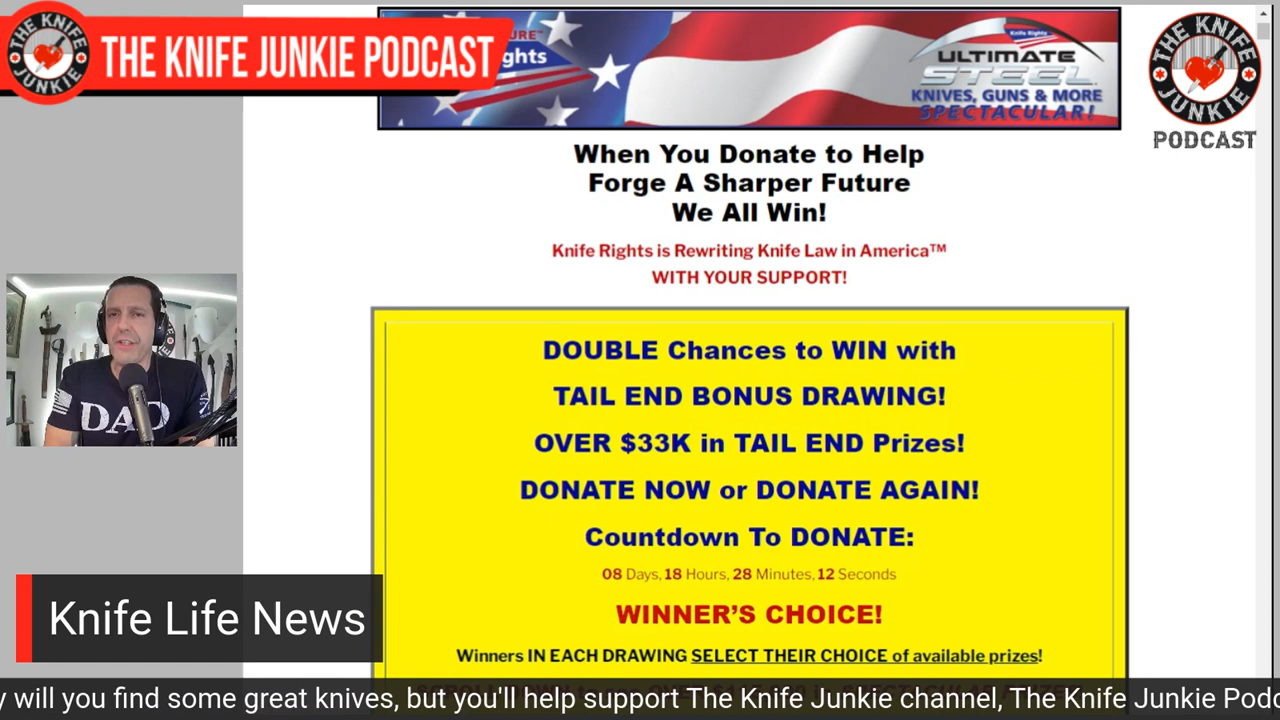 THE KNIFE JUNKIE
THE KNIFE JUNKIE PODCAST
URE™
ghts
Knife Rights
ULTIMATE
STEEL
KNIVES, GUNS & MORE
SPECTACULAR!
THE KNIFE JUNKIE
PODCAST
When You Donate to Help
Forge A Sharper Future
We All Win!
Knife Rights is Rewriting Knife Law in America™
WITH YOUR SUPPORT!
DOUBLE Chances to WIN with
TAIL END BONUS DRAWING!
OVER $33K in TAIL END Prizes!
DONATE NOW or DONATE AGAIN!
Countdown To DONATE:
08 Days, 18 Hours, 28 Minutes, 12 Seconds
WINNER’S CHOICE!
Winners IN EACH DRAWING SELECT THEIR CHOICE of available prizes!
DAD
Knife Life News
y will you find some great knives, but you'll help support The Knife Junkie channel, The Knife Junkie Podc